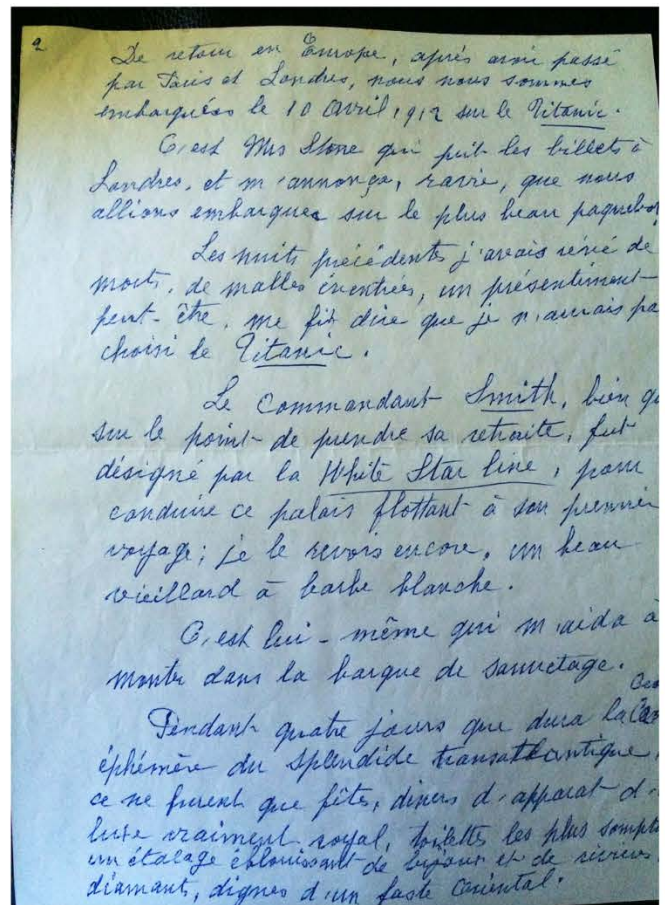 2
De retour en Europe, après avoir passé
par Paris et Londres, nous nous sommes
embarquées le 10 avril 1912 sur le Titanic.
C'est Mrs Stone qui prit les billets à
Londres, et m'annonça, ravie, que nous
allions embarquer sur le plus beau paquebot
Les nuits précédentes j'avais rêvé de
morts, de malles éventrées, un présentiment
peut-être, me fit dire que je n'aurais pa
choisi le Titanic.
Le Commandant Smith, bien qu
sur le point de prendre sa retraite, fut
désigné par la White Star line, pour
conduire ce palais flottant à son premier
voyage; je le revois encore, un beau
vieillard à barbe blanche.
C'est lui-même qui m'aida à
monter dans la barque de sauvetage.
Pendant quatre jours que dura la
éphémère du splendide transatlantique,
ce ne furent que fête, diners d'apparat d'
luxe vraiment royal, toilettes les plus somptu
un étalage éblouissant de bijoux et de rivières
diamants, dignes d'un faste oriental.